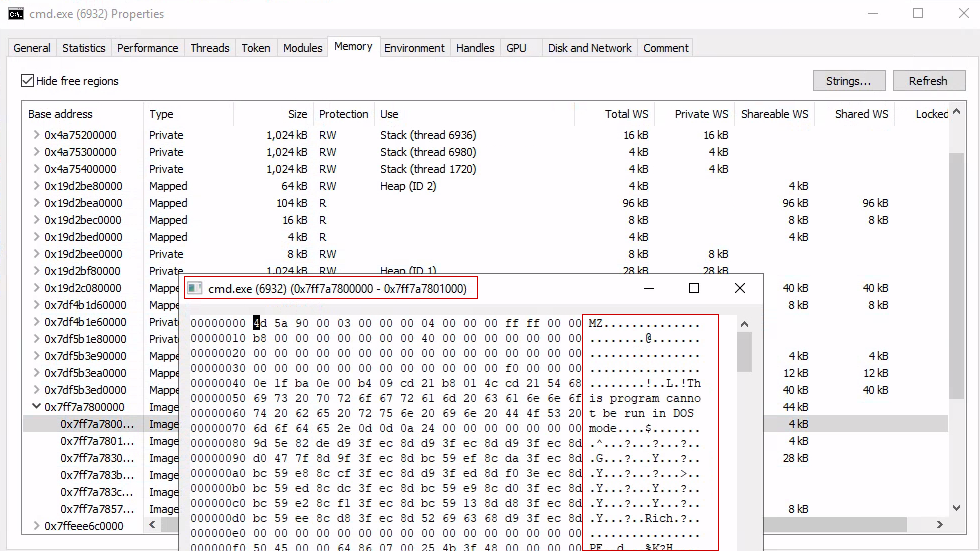 cmd.exe (6932) Properties
General Statistics Performance Threads Token Modules Memory Environment Handles GPU Disk and Network Comment
Hide free regions Strings... Refresh
Base address Type Size Protection Use Total WS Private WS Shareable WS Shared WS Locked
0x4a75200000 Private 1,024 kB RW Stack (thread 6936) 16 kB 16 kB
0x4a75300000 Private 1,024 kB RW Stack (thread 6980) 4 kB 4 kB
0x4a75400000 Private 1,024 kB RW Stack (thread 1720) 4 kB 4 kB
0x19d2be80000 Mapped 64 kB RW Heap (ID 2) 4 kB 4 kB
0x19d2bea0000 Mapped 104 kB R 96 kB 96 kB 96 kB
0x19d2bec0000 Mapped 16 kB R 8 kB 8 kB 8 kB
0x19d2bed0000 Mapped 4 kB R 4 kB 4 kB
0x19d2bee0000 Private 8 kB RW 8 kB 8 kB
0x19d2bf80000 Private 1,024 kB RW Heap (ID 1) 28 kB 28 kB
0x19d2c080000 Mapped 40 kB 40 kB
0x7df4b1d60000 Mapped 8 kB 8 kB
0x7df4b1e60000 Private
0x7df5b1e80000 Private
0x7df5b3e90000 Mapped 4 kB 4 kB
0x7df5b3ea0000 Mapped 12 kB 12 kB
0x7df5b3ed0000 Mapped 40 kB 40 kB
0x7ff7a7800000 Image 44 kB
0x7ff7a7800... Image 4 kB
0x7ff7a7801... Image 4 kB
0x7ff7a7830... Image 28 kB
0x7ff7a783b... Image
0x7ff7a783c... Image
0x7ff7a7857... Image 8 kB
0x7ffeee6c0000 Image
cmd.exe (6932) (0x7ff7a7800000 - 0x7ff7a7801000)
00000000 4d 5a 90 00 03 00 00 00 04 00 00 00 ff ff 00 00 MZ..............
00000010 b8 00 00 00 00 00 00 00 40 00 00 00 00 00 00 00 ........@.......
00000020 00 00 00 00 00 00 00 00 00 00 00 00 00 00 00 00 ................
00000030 00 00 00 00 00 00 00 00 00 00 00 00 f0 00 00 00 ................
00000040 0e 1f ba 0e 00 b4 09 cd 21 b8 01 4c cd 21 54 68 ........!..L.!Th
00000050 69 73 20 70 72 6f 67 72 61 6d 20 63 61 6e 6e 6f is program canno
00000060 74 20 62 65 20 72 75 6e 20 69 6e 20 44 4f 53 20 t be run in DOS
00000070 6d 6f 64 65 2e 0d 0d 0a 24 00 00 00 00 00 00 00 mode....$.......
00000080 9d 5e 82 de d9 3f ec 8d d9 3f ec 8d d9 3f ec 8d .^...?...?...?..
00000090 d0 47 7f 8d 9f 3f ec 8d bc 59 ef 8c da 3f ec 8d .G...?...Y...?..
000000a0 bc 59 e8 8c cf 3f ec 8d d9 3f ed 8d f0 3e ec 8d .Y...?...?...>..
000000b0 bc 59 ed 8c dc 3f ec 8d bc 59 e9 8c d0 3f ec 8d .Y...?...Y...?..
000000c0 bc 59 e2 8c f1 3f ec 8d bc 59 13 8d d8 3f ec 8d .Y...?...Y...?..
000000d0 bc 59 ee 8c d8 3f ec 8d 52 69 63 68 d9 3f ec 8d .Y...?..Rich.?..
000000e0 00 00 00 00 00 00 00 00 00 00 00 00 00 00 00 00 ................
000000f0 50 45 00 00 64 86 07 00 25 4b 3f 48 00 00 00 00 PE..d...%K?H....